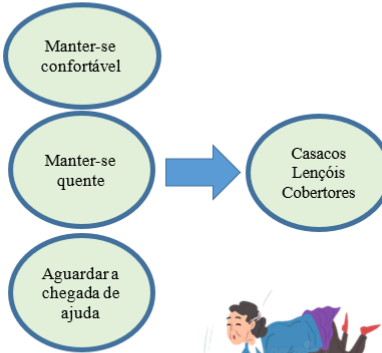 Manter-se
confortável
Manter-se
quente
Casacos
Lençóis
Cobertores
Aguardar a
chegada de
ajuda